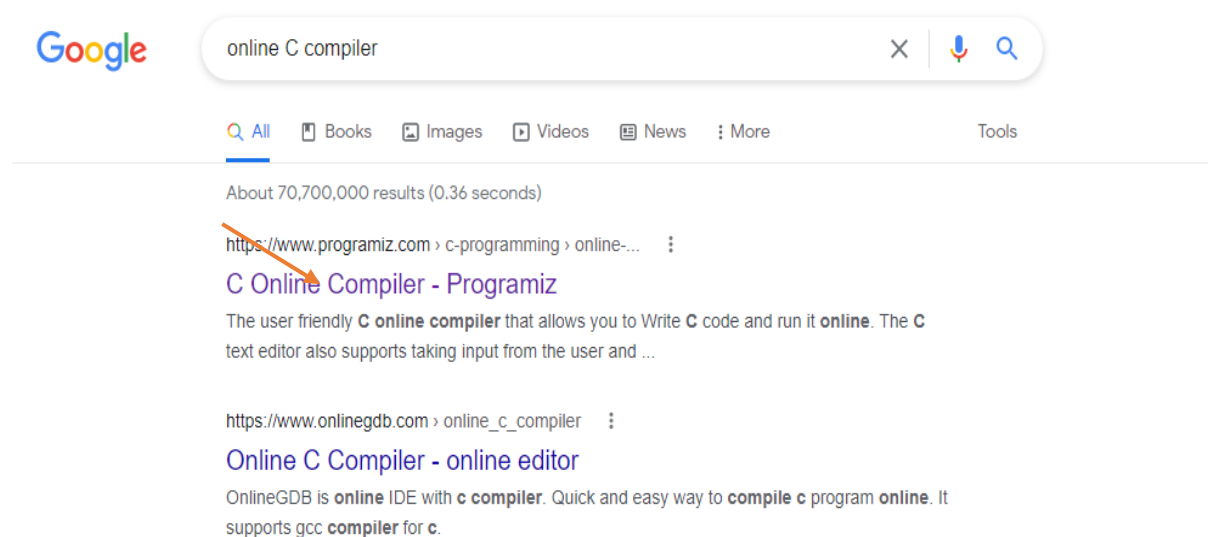 Google
online C compiler
All Books Images Videos News More Tools
About 70,700,000 results (0.36 seconds)
https://www.programiz.com › c-programming › online-...
C Online Compiler - Programiz
The user friendly C online compiler that allows you to Write C code and run it online. The C
text editor also supports taking input from the user and ...
https://www.onlinegdb.com › online_c_compiler
Online C Compiler - online editor
OnlineGDB is online IDE with c compiler. Quick and easy way to compile c program online. It
supports gcc compiler for c.